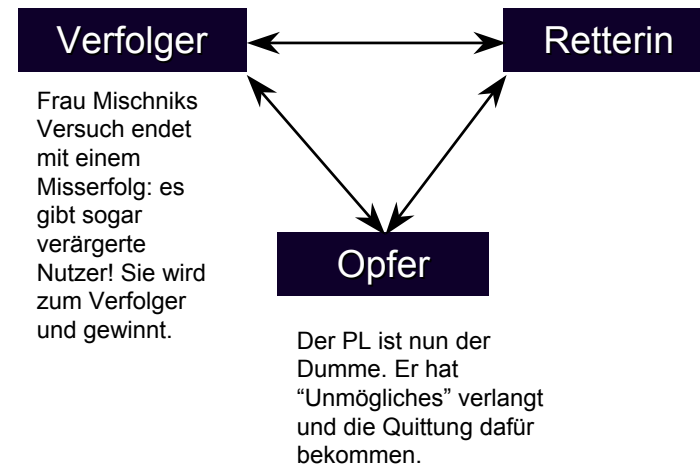 Verfolger
Retterin
Frau Mischniks
Versuch endet
mit einem
Misserfolg: es
gibt sogar
verärgerte
Nutzer! Sie wird
zum Verfolger
und gewinnt.
Opfer
Der PL ist nun der
Dumme. Er hat
“Unmögliches” verlangt
und die Quittung dafür
bekommen.